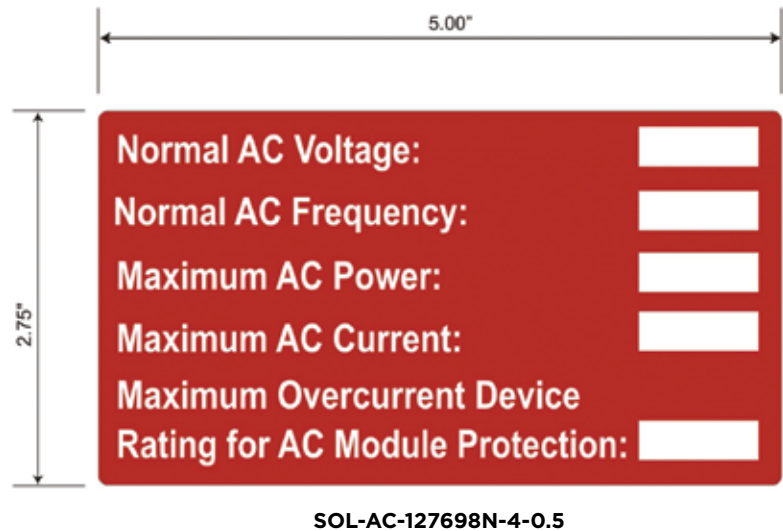 5.00"
2.75"
Normal AC Voltage:
Normal AC Frequency:
Maximum AC Power:
Maximum AC Current:
Maximum Overcurrent Device
Rating for AC Module Protection:
SOL-AC-127698N-4-0.5